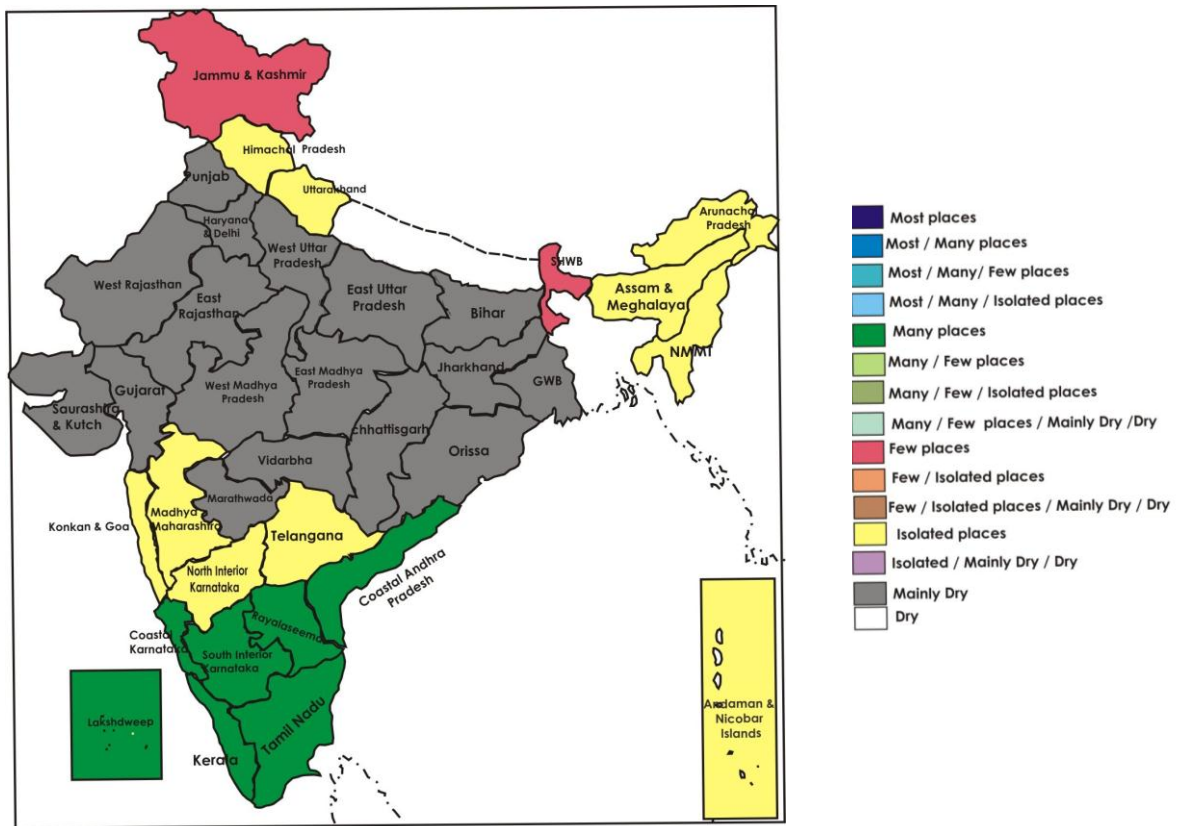 Jammu & Kashmir
Himachal Pradesh
Uttarakhand
Punjab
Haryana
& Delhi
West Uttar
Pradesh
Arunacha
Pradesh
SHWB
West Rajasthan
East
Rajasthan
East Uttar
Pradesh
Bihar
Assam &
Meghalaya
NMMT
Gujarat
Saurashtra
& Kutch
West Madhya
Pradesh
East Madhya
Pradesh
Jharkhand
GWB
chhattisgarh
Orissa
Vidarbha
Marathwada
Madhya
Maharashtra
Konkan & Goa
Telangana
North Interior
Karnataka
Coastal Andhra
Pradesh
Rayalaseema
Coastal
Karnataka
South Interior
Karnataka
Lakshdweep
Kerala
Tamil Nadu
Andaman &
Nicobar
Islands
Most places
Most / Many places
Most / Many/ Few places
Most / Many / Isolated places
Many places
Many / Few places
Many / Few / Isolated places
Many / Few places / Mainly Dry /Dry
Few places
Few / Isolated places
Few / Isolated places / Mainly Dry / Dry
Isolated places
Isolated / Mainly Dry / Dry
Mainly Dry
Dry